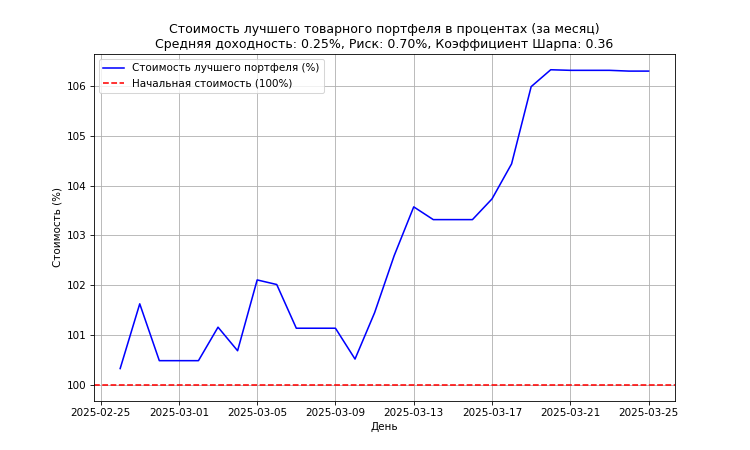 Стоимость лучшего товарного портфеля в процентах (за месяц)
Средняя доходность: 0.25%, Риск: 0.70%, Коэффициент Шарпа: 0.36
Стоимость лучшего портфеля (%)
Начальная стоимость (100%)
Стоимость (%)
106
105
104
103
102
101
100
2025-02-25 2025-03-01 2025-03-05 2025-03-09 2025-03-13 2025-03-17 2025-03-21 2025-03-25
День